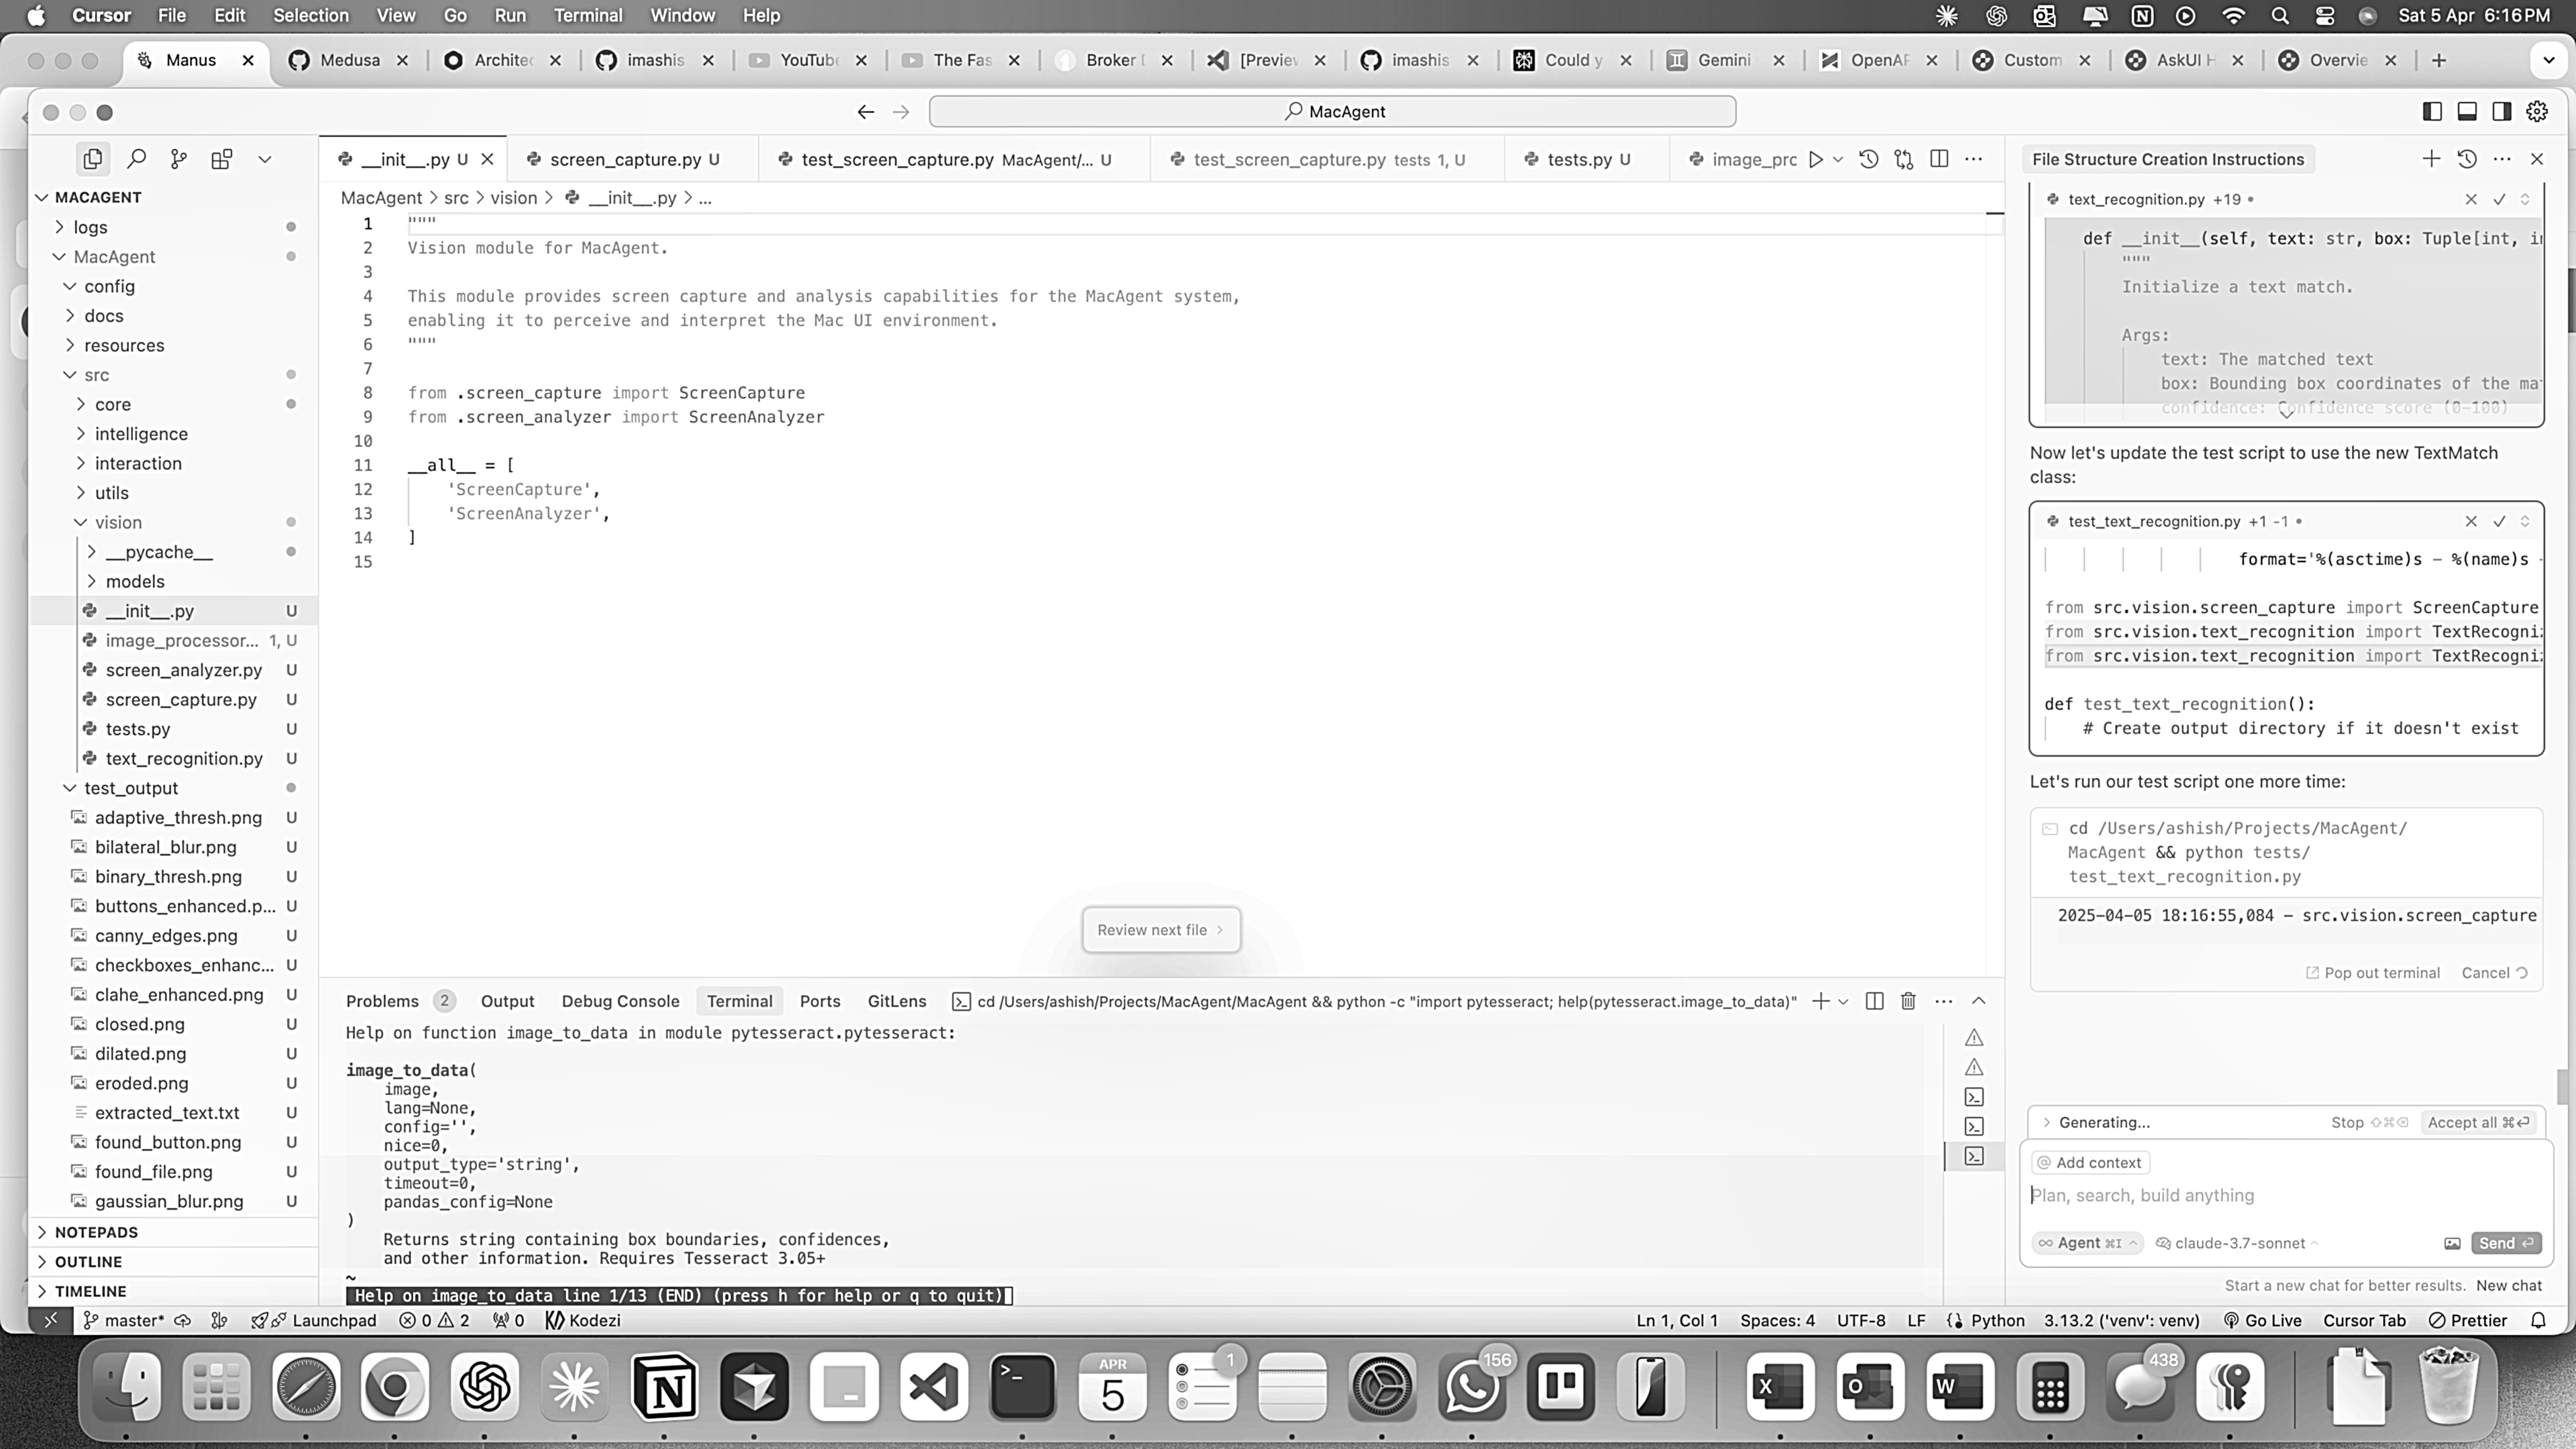 Cursor File Edit Selection View Go Run Terminal Window Help Sat 5 Apr 6:16 PM
Manus Medusa Archite imashis YouTube The Fas Broker [Preview imashis Could y Gemini OpenAP Custom AskUI H Overvie
MacAgent
__init__.py U screen_capture.py U test_screen_capture.py MacAgent/... U test_screen_capture.py tests 1, U tests.py U image_prc
MacAgent > src > vision > __init__.py > ...
MACAGENT
logs
MacAgent
config
docs
resources
src
core
intelligence
interaction
utils
vision
__pycache__
models
__init__.py U
image_processor... 1, U
screen_analyzer.py U
screen_capture.py U
tests.py U
text_recognition.py U
test_output
adaptive_thresh.png U
bilateral_blur.png U
binary_thresh.png U
buttons_enhanced.p... U
canny_edges.png U
checkboxes_enhanc... U
clahe_enhanced.png U
closed.png U
dilated.png U
eroded.png U
extracted_text.txt U
found_button.png U
found_file.png U
gaussian_blur.png U
NOTEPADS
OUTLINE
TIMELINE
1 """
2 Vision module for MacAgent.
3
4 This module provides screen capture and analysis capabilities for the MacAgent system,
5 enabling it to perceive and interpret the Mac UI environment.
6 """
7
8 from .screen_capture import ScreenCapture
9 from .screen_analyzer import ScreenAnalyzer
10
11 __all__ = [
12 'ScreenCapture',
13 'ScreenAnalyzer',
14 ]
15
Review next file >
Problems 2 Output Debug Console Terminal Ports GitLens cd /Users/ashish/Projects/MacAgent/MacAgent && python -c "import pytesseract; help(pytesseract.image_to_data)"
Help on function image_to_data in module pytesseract.pytesseract:
image_to_data(
image,
lang=None,
config='',
nice=0,
output_type='string',
timeout=0,
pandas_config=None
)
Returns string containing box boundaries, confidences,
and other information. Requires Tesseract 3.05+
~
Help on image_to_data line 1/13 (END) (press h for help or q to quit)
File Structure Creation Instructions
text_recognition.py +19 •
def __init__(self, text: str, box: Tuple[int, in
"""
Initialize a text match.
Args:
text: The matched text
box: Bounding box coordinates of the mat
confidence: Confidence score (0-100)
Now let's update the test script to use the new TextMatch
class:
test_text_recognition.py +1 -1 •
format='%(asctime)s - %(name)s -
from src.vision.screen_capture import ScreenCapture
from src.vision.text_recognition import TextRecogni
from src.vision.text_recognition import TextRecogni
def test_text_recognition():
# Create output directory if it doesn't exist
Let's run our test script one more time:
cd /Users/ashish/Projects/MacAgent/
MacAgent && python tests/
test_text_recognition.py
2025-04-05 18:16:55,084 - src.vision.screen_capture
Pop out terminal Cancel
Generating... Stop ⇧⌘⌫ Accept all ⌘⏎
@ Add context
Plan, search, build anything
∞ Agent ⌘I claude-3.7-sonnet Send ⏎
Start a new chat for better results. New chat
master* Launchpad 0 2 0 Kodezi Ln 1, Col 1 Spaces: 4 UTF-8 LF Python 3.13.2 ('venv': venv) Go Live Cursor Tab Prettier
APR
5
1
156
438
X
O
W